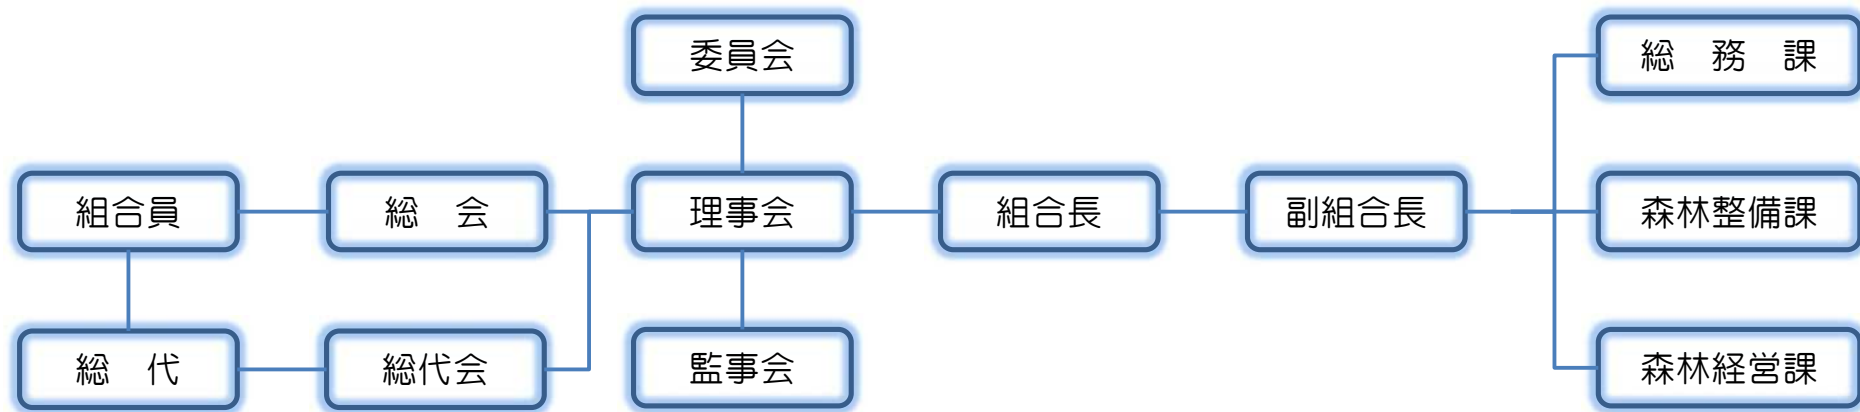 委員会
総　務　課
組合員
総　会
理事会
組合長
副組合長
森林整備課
総　代
総代会
監事会
森林経営課